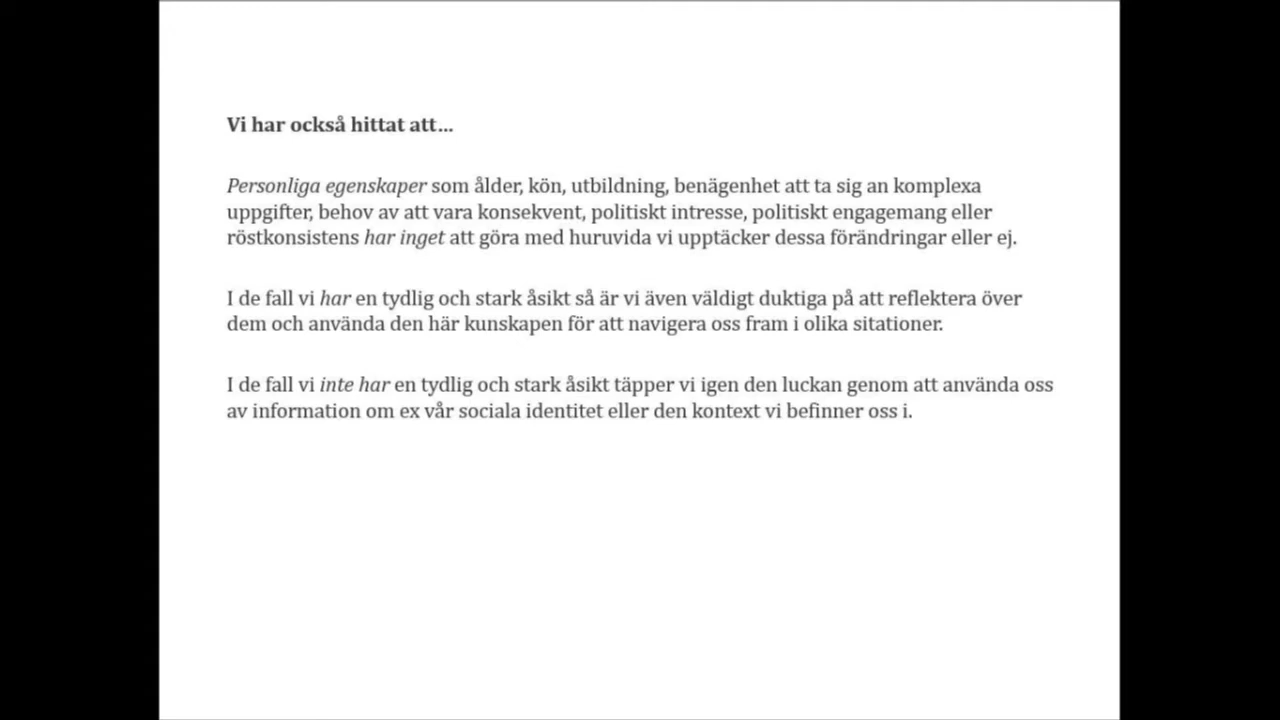 Vi har också hittat att...
Personliga egenskaper som ålder, kön, utbildning, benägenhet att ta sig an komplexa
uppgifter, behov av att vara konsekvent, politiskt intresse, politiskt engagemang eller
röstkonsistens har inget att göra med huruvida vi upptäcker dessa förändringar eller ej.
I de fall vi har en tydlig och stark åsikt så är vi även väldigt duktiga på att reflektera över
dem och använda den här kunskapen för att navigera oss fram i olika sitationer.
I de fall vi inte har en tydlig och stark åsikt täpper vi igen den luckan genom att använda oss
av information om ex vår sociala identitet eller den kontext vi befinner oss i.